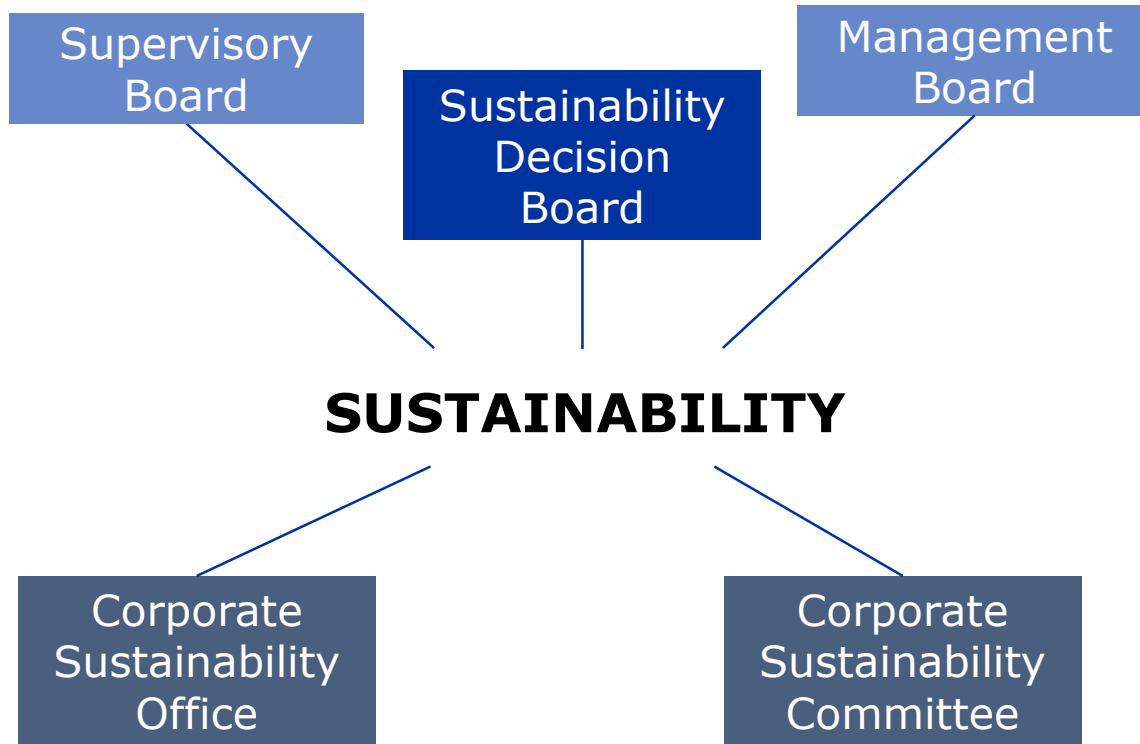 Supervisory
Board
Sustainability
Decision
Board
Management
Board
SUSTAINABILITY
Corporate
Sustainability
Office
Corporate
Sustainability
Committee